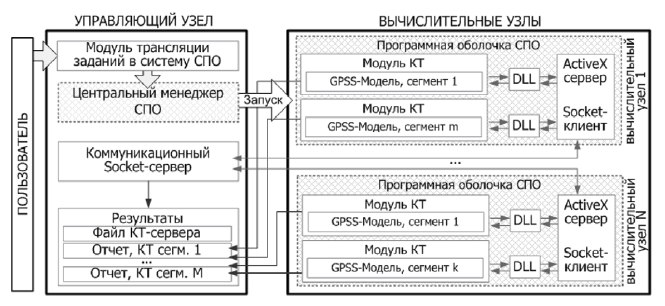 УПРАВЛЯЮЩИЙ УЗЕЛ
ВЫЧИСЛИТЕЛЬНЫЕ УЗЛЫ
ПОЛЬЗОВАТЕЛЬ
Модуль трансляции
заданий в систему СПО
Центральный менеджер
СПО
Запуск
Коммуникационный
Socket-сервер
Результаты
Файл КТ-сервера
Отчет, КТ сегм. 1
...
Отчет, КТ сегм. M
Программная оболочка СПО
Модуль КТ
GPSS-Модель, сегмент 1
DLL
ActiveX
сервер
Модуль КТ
GPSS-Модель, сегмент m
DLL
Socket-
клиент
вычислительный
узел 1
...
Программная оболочка СПО
Модуль КТ
GPSS-Модель, сегмент 1
DLL
ActiveX
сервер
Модуль КТ
GPSS-Модель, сегмент k
DLL
Socket-
клиент
вычислительный
узел N